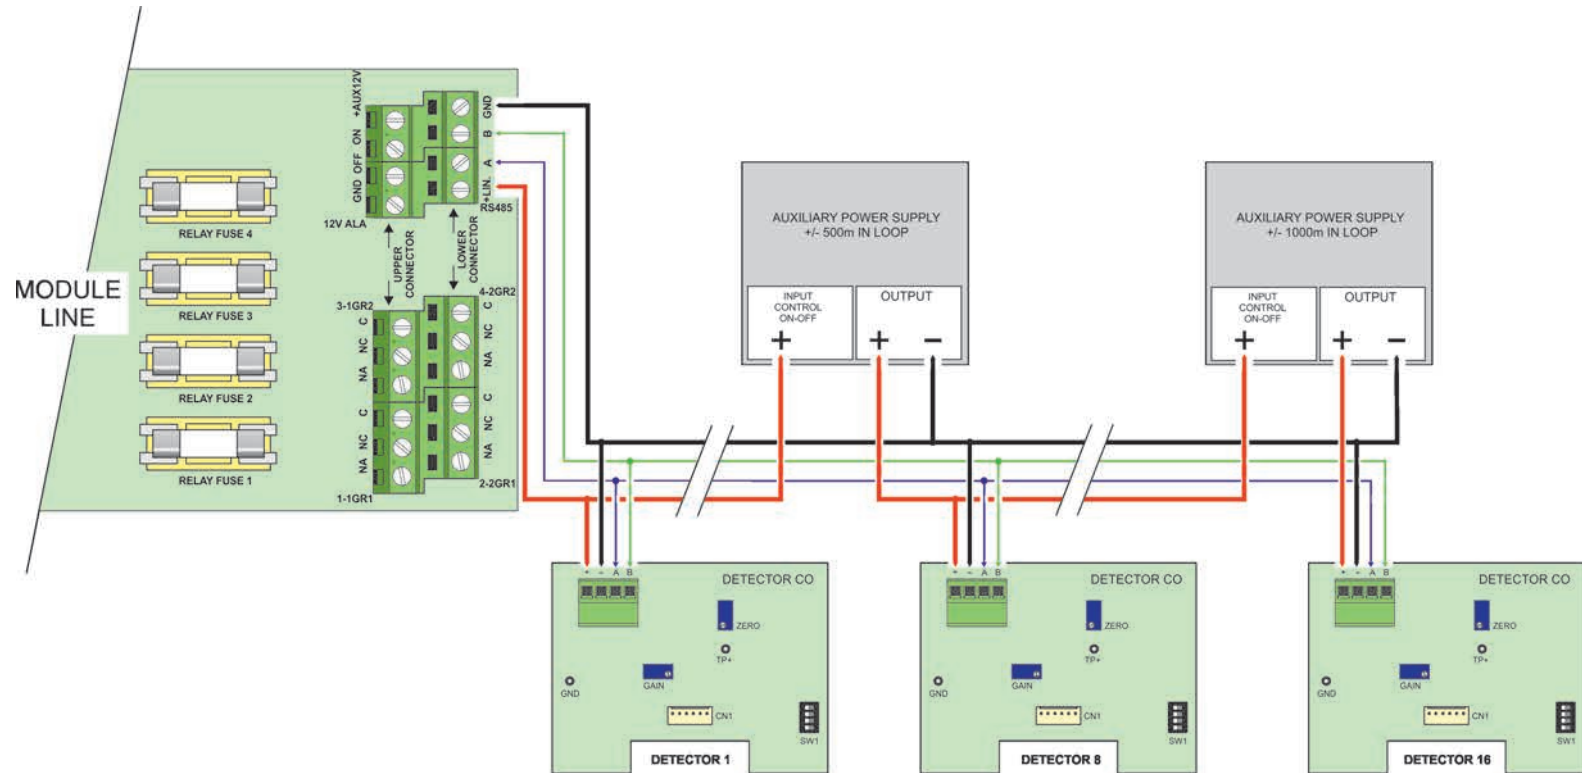 MODULE
LINE
RELAY FUSE 4
RELAY FUSE 3
RELAY FUSE 2
RELAY FUSE 1
+AUX12V
ON
OFF
GND
12V ALA
GND
B
A
+LIN.
RS485
UPPER
CONNECTOR
LOWER
CONNECTOR
3-1GR2
C
NC
NA
C
NC
NA
1-1GR1
4-2GR2
C
NC
NA
C
NC
NA
2-2GR1
AUXILIARY POWER SUPPLY
+/- 500m IN LOOP
INPUT
CONTROL
ON-OFF
+
OUTPUT
+ −
AUXILIARY POWER SUPPLY
+/- 1000m IN LOOP
INPUT
CONTROL
ON-OFF
+
OUTPUT
+ −
+ − A B
DETECTOR CO
ZERO
TP+
GND
GAIN
CN1
SW1
DETECTOR 1
+ − A B
DETECTOR CO
ZERO
TP+
GND
GAIN
CN1
SW1
DETECTOR 8
+ − A B
DETECTOR CO
ZERO
TP+
GND
GAIN
CN1
SW1
DETECTOR 16